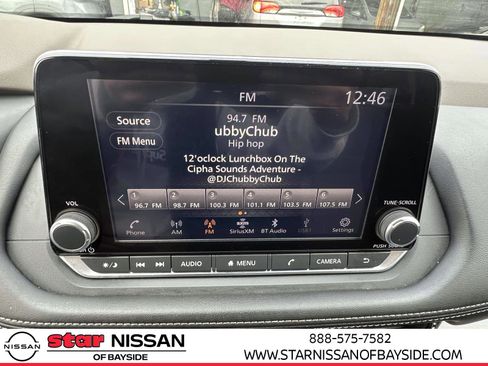 FM
12:46
Source
FM Menu
94.7 FM
ubbyChub
Hip hop
12'oclock Lunchbox On The
Cipha Sounds Adventure -
@DJChubbyChub
1 2 3 4 5 6
96.7 FM 98.7 FM 100.3 FM 101.1 FM 103.5 FM 107.5 FM
Phone AM FM SiriusXM BT Audio USB1 Settings
VOL
TUNE·SCROLL
AUDIO MENU CAMERA
NISSAN
star NISSAN
OF BAYSIDE
888-575-7582
WWW.STARNISSANOFBAYSIDE.COM